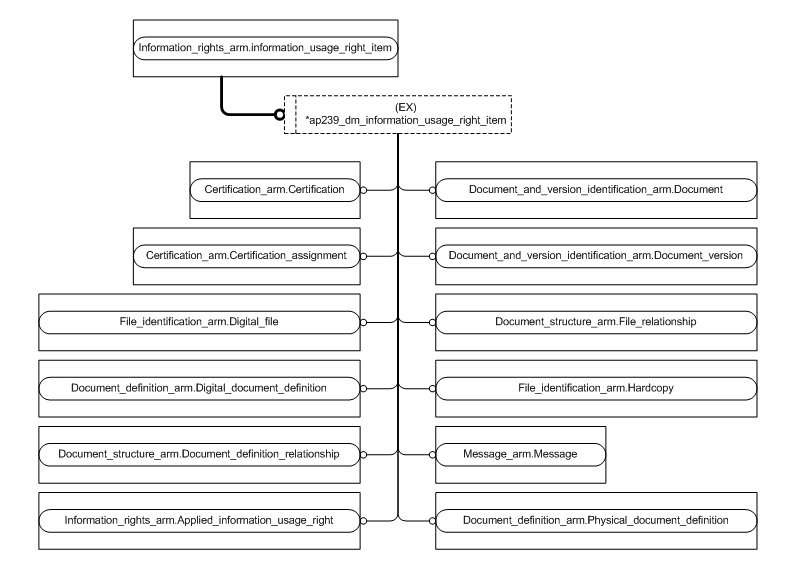 Information_rights_arm.information_usage_right_item
(EX)
*ap239_dm_information_usage_right_item
Certification_arm.Certification
Document_and_version_identification_arm.Document
Certification_arm.Certification_assignment
Document_and_version_identification_arm.Document_version
File_identification_arm.Digital_file
Document_structure_arm.File_relationship
Document_definition_arm.Digital_document_definition
File_identification_arm.Hardcopy
Document_structure_arm.Document_definition_relationship
Message_arm.Message
Information_rights_arm.Applied_information_usage_right
Document_definition_arm.Physical_document_definition